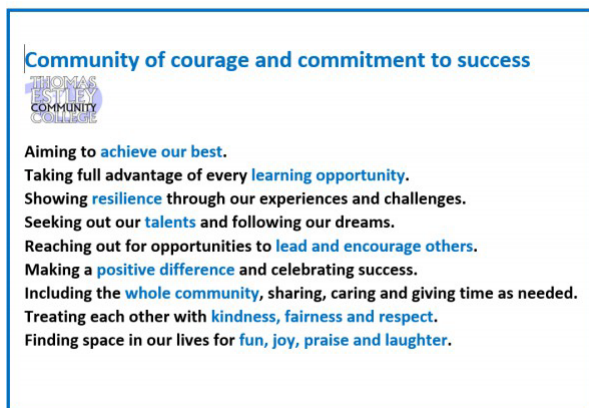 Community of courage and commitment to success
THOMAS
ESTLEY
COMMUNITY
COLLEGE
Aiming to achieve our best.
Taking full advantage of every learning opportunity.
Showing resilience through our experiences and challenges.
Seeking out our talents and following our dreams.
Reaching out for opportunities to lead and encourage others.
Making a positive difference and celebrating success.
Including the whole community, sharing, caring and giving time as needed.
Treating each other with kindness, fairness and respect.
Finding space in our lives for fun, joy, praise and laughter.